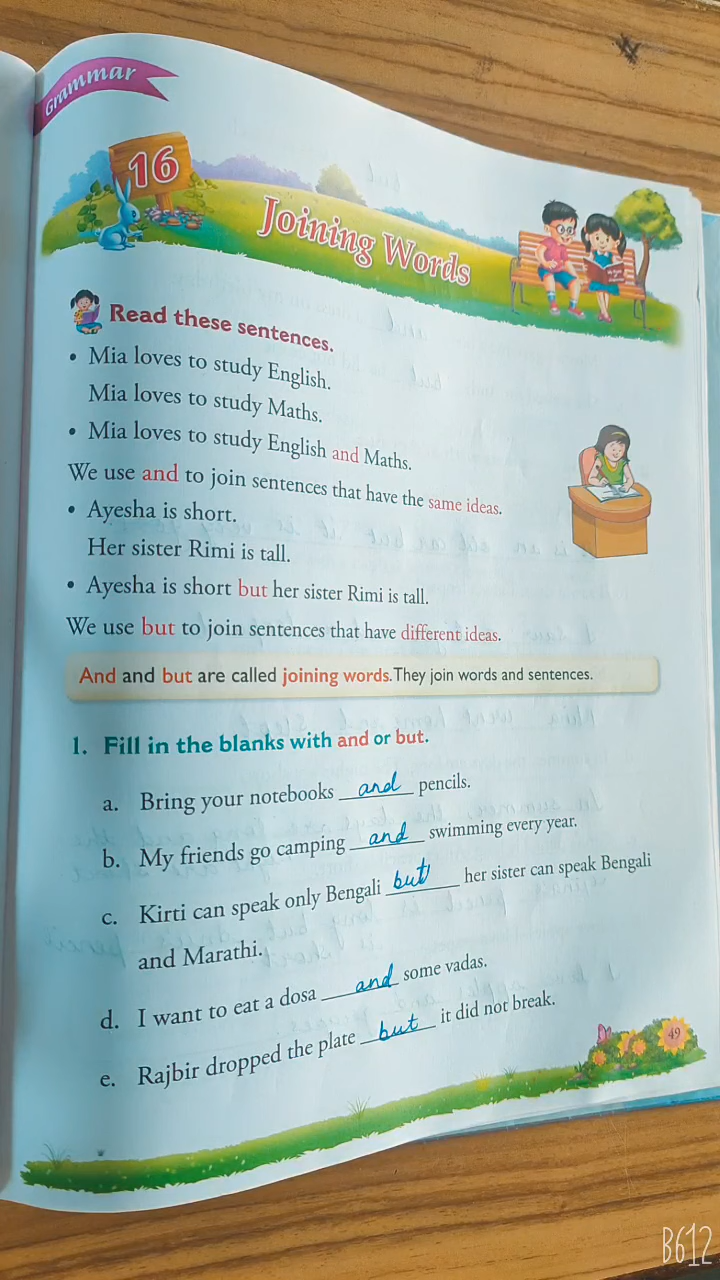 Grammar
16
Joining Words
Read these sentences.
• Mia loves to study English.
Mia loves to study Maths.
• Mia loves to study English and Maths.
We use and to join sentences that have the same ideas.
• Ayesha is short.
Her sister Rimi is tall.
• Ayesha is short but her sister Rimi is tall.
We use but to join sentences that have different ideas.
And and but are called joining words.They join words and sentences.
1. Fill in the blanks with and or but.
a. Bring your notebooks and pencils.
b. My friends go camping and swimming every year.
c. Kirti can speak only Bengali but her sister can speak Bengali
and Marathi.
d. I want to eat a dosa and some vadas.
e. Rajbir dropped the plate but it did not break.
49
B612